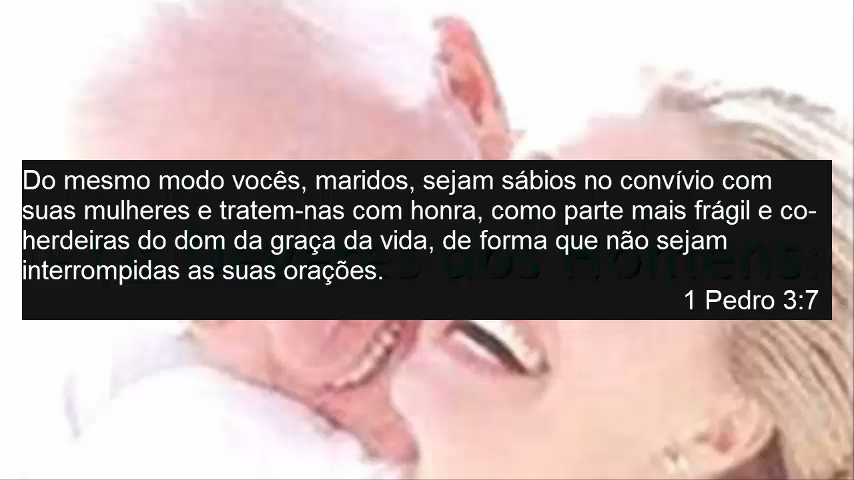 Do mesmo modo vocês, maridos, sejam sábios no convívio com
suas mulheres e tratem-nas com honra, como parte mais frágil e co-
herdeiras do dom da graça da vida, de forma que não sejam
interrompidas as suas orações.
dos Homens:
1 Pedro 3:7